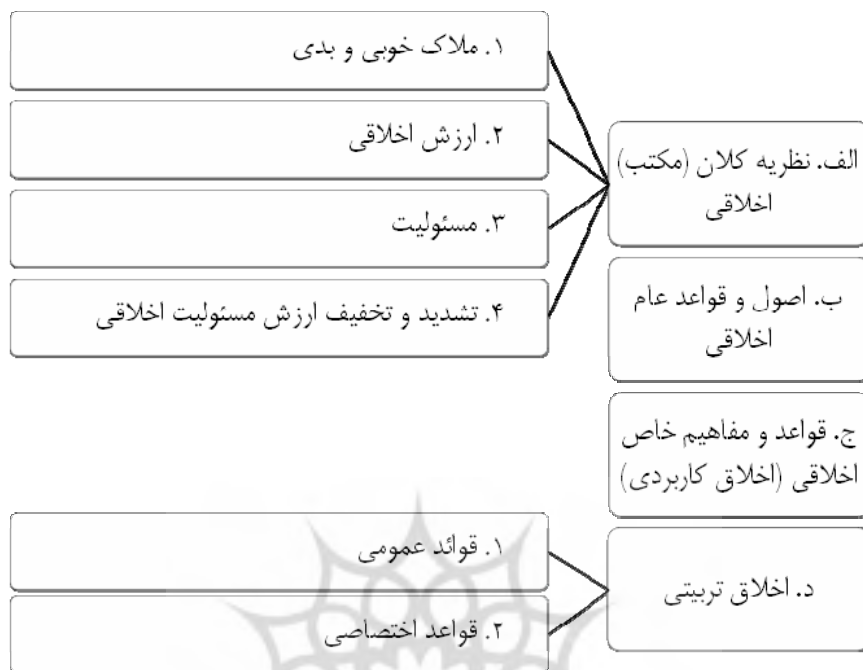 الف. نظریه کلان (مکتب)
اخلاقی
۱. ملاک خوبی و بدی
۲. ارزش اخلاقی
۳. مسئولیت
۴. تشدید و تخفیف ارزش مسئولیت اخلاقی
ب. اصول و قواعد عام
اخلاقی
ج. قواعد و مفاهیم خاص
اخلاقی (اخلاق کاربردی)
د. اخلاق تربیتی
۱. قوائد عمومی
۲. قواعد اختصاصی